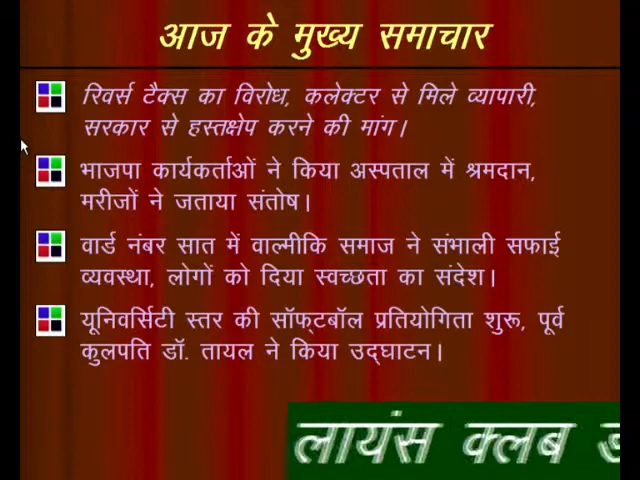 आज के मुख्य समाचार
रिवर्स टैक्स का विरोध, कलेक्टर से मिले व्यापारी,
सरकार से हस्तक्षेप करने की मांग।
भाजपा कार्यकर्ताओं ने किया अस्पताल में श्रमदान,
मरीजों ने जताया संतोष।
वार्ड नंबर सात में वाल्मीकि समाज ने संभाली सफाई
व्यवस्था, लोगों को दिया स्वच्छता का संदेश।
यूनिवर्सिटी स्तर की सॉफ्टबॉल प्रतियोगिता शुरू, पूर्व
कुलपति डॉ. तायल ने किया उद्घाटन।
लायंस क्लब